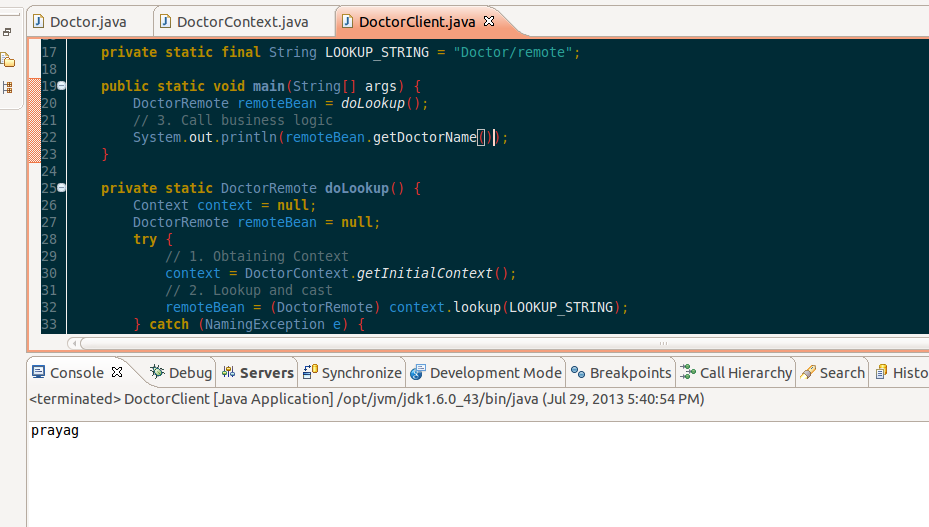 Doctor.java DoctorContext.java DoctorClient.java
17 private static final String LOOKUP_STRING = "Doctor/remote";
18
19 public static void main(String[] args) {
20 DoctorRemote remoteBean = doLookup();
21 // 3. Call business logic
22 System.out.println(remoteBean.getDoctorName());
23 }
24
25 private static DoctorRemote doLookup() {
26 Context context = null;
27 DoctorRemote remoteBean = null;
28 try {
29 // 1. Obtaining Context
30 context = DoctorContext.getInitialContext();
31 // 2. Lookup and cast
32 remoteBean = (DoctorRemote) context.lookup(LOOKUP_STRING);
33 } catch (NamingException e) {
Console Debug Servers Synchronize Development Mode Breakpoints Call Hierarchy Search Histo
<terminated> DoctorClient [Java Application] /opt/jvm/jdk1.6.0_43/bin/java (Jul 29, 2013 5:40:54 PM)
prayag